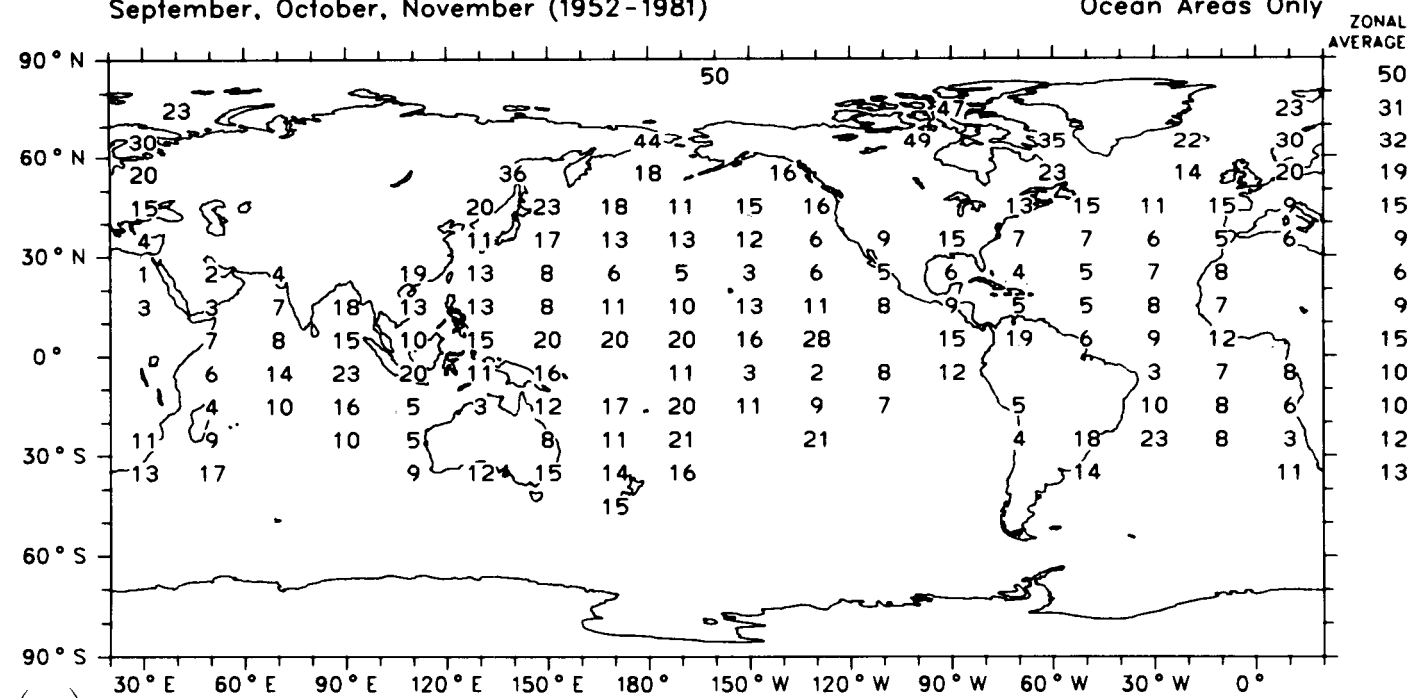 September, October, November (1952-1981) Ocean Areas Only
ZONAL
AVERAGE
90° N 50 50
23 47 23 31
30 44 49 35 22 30 32
60° N
20 36 18 16 23 14 20 19
15 20 23 18 11 15 16 13 15 11 15 9 15
4 11 17 13 13 12 6 9 15 7 7 6 5 6 9
30° N
1 2 4 19 13 8 6 5 3 6 5 6 4 5 7 8 6
3 3 7 18 13 13 8 11 10 13 11 8 9 5 5 8 7 9
7 8 15 10 15 20 20 20 16 28 15 19 6 9 12 15
0°
6 14 23 20 11 16 11 3 2 8 12 3 7 8 10
4 10 16 5 3 12 17 20 11 9 7 5 10 8 6 10
11 9 10 5 8 11 21 21 4 18 23 8 3 12
30° S
13 17 9 12 15 14 16 14 11 13
15
60° S
90° S
30° E 60° E 90° E 120° E 150° E 180° 150° W 120° W 90° W 60° W 30° W 0°